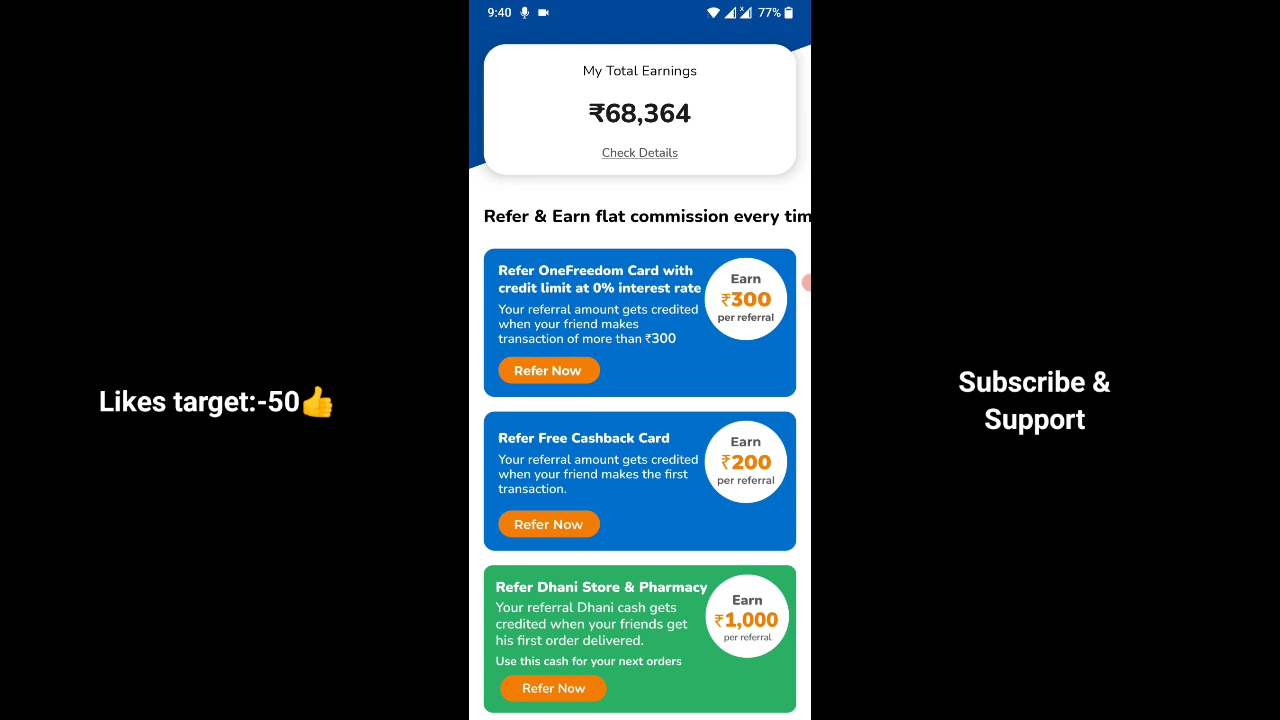 9:40
77%
My Total Earnings
₹68,364
Check Details
Refer & Earn flat commission every tim
Refer OneFreedom Card with
credit limit at 0% interest rate
Your referral amount gets credited
when your friend makes
transaction of more than ₹300
Earn
₹300
per referral
Refer Now
Likes target:-50👍
Subscribe &
Support
Refer Free Cashback Card
Your referral amount gets credited
when your friend makes the first
transaction.
Earn
₹200
per referral
Refer Now
Refer Dhani Store & Pharmacy
Your referral Dhani cash gets
credited when your friends get
his first order delivered.
Use this cash for your next orders
Earn
₹1,000
per referral
Refer Now